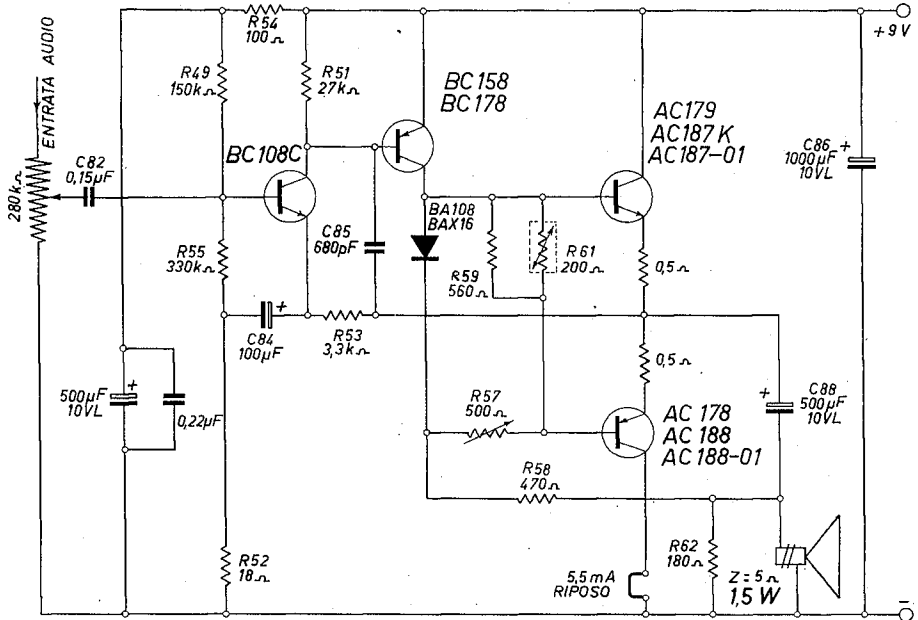 R54
100Ω
+9V
ENTRATA AUDIO
280kΩ
C82
0,15µF
R49
150kΩ
R51
27kΩ
BC108C
BC158
BC178
AC179
AC187K
AC187-01
C86 +
1000µF
10VL
R55
330kΩ
C85
680pF
BA108
BAX16
R59
560Ω
R61
200Ω
0,5Ω
+
C84
100µF
R53
3,3kΩ
0,5Ω
500µF
10VL
+
0,22µF
R57
500Ω
AC178
AC188
AC188-01
+
C88
500µF
10VL
R58
470Ω
R52
18Ω
5,5mA
RIPOSO
R62
180Ω
Z=5Ω
1,5W
-